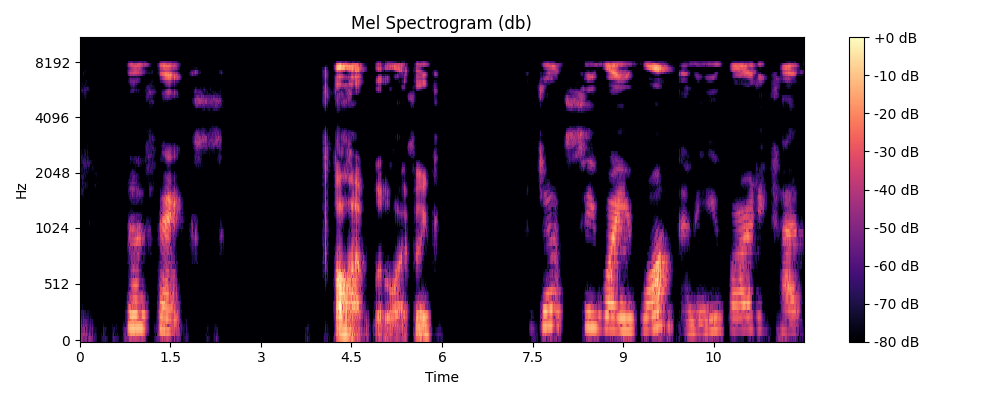 Mel Spectrogram (db)
8192
4096
2048
1024
512
0
Hz
0 1.5 3 4.5 6 7.5 9 10
Time
+0 dB
-10 dB
-20 dB
-30 dB
-40 dB
-50 dB
-60 dB
-70 dB
-80 dB